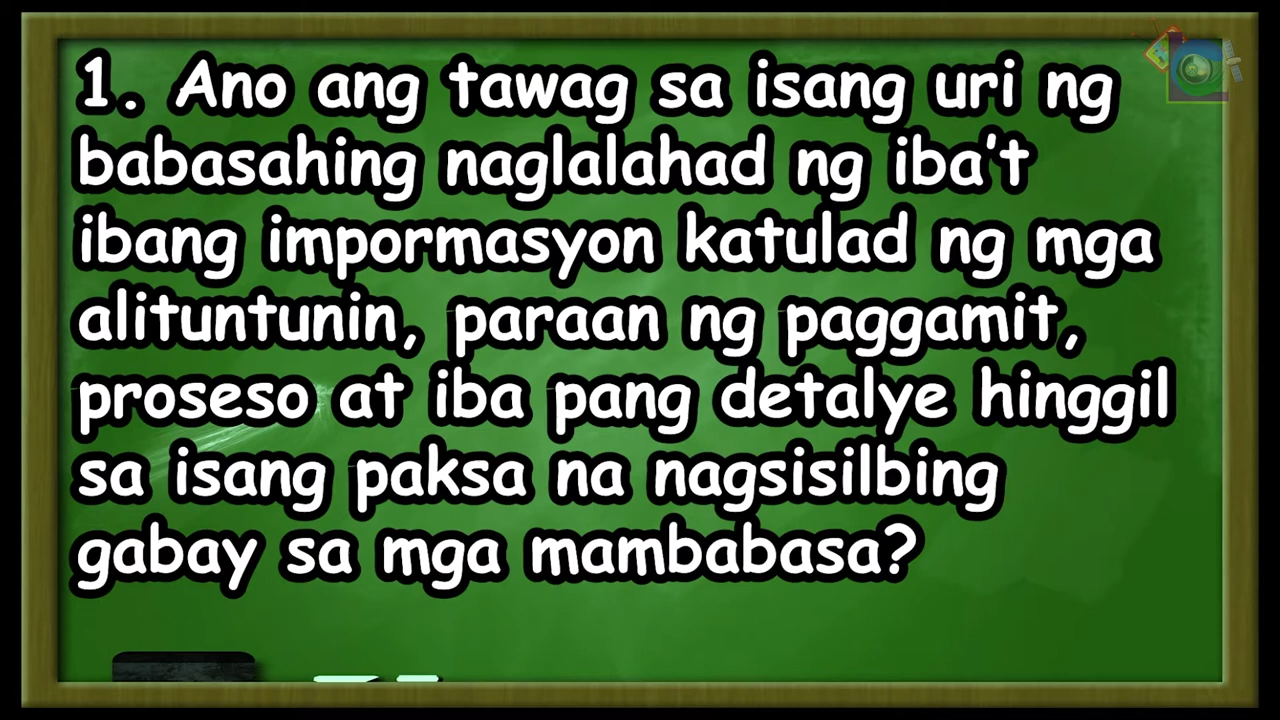 1. Ano ang tawag sa isang uri ng
babasahing naglalahad ng iba't
ibang impormasyon katulad ng mga
alituntunin, paraan ng paggamit,
proseso at iba pang detalye hinggil
sa isang paksa na nagsisilbing
gabay sa mga mambabasa?